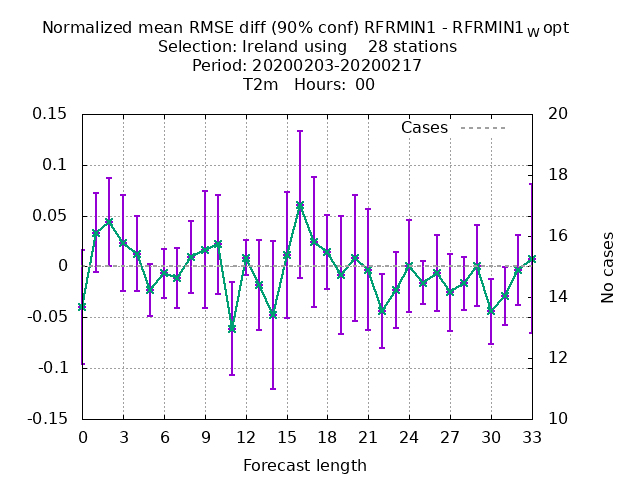 Normalized mean RMSE diff (90% conf) RFRMIN1 - RFRMIN1wopt
Selection: Ireland using    28 stations
Period: 20200203-20200217
T2m   Hours:  00
Cases
0.15
0.1
0.05
0
-0.05
-0.1
-0.15
20
18
16
14
12
10
No cases
0 3 6 9 12 15 18 21 24 27 30 33
Forecast length